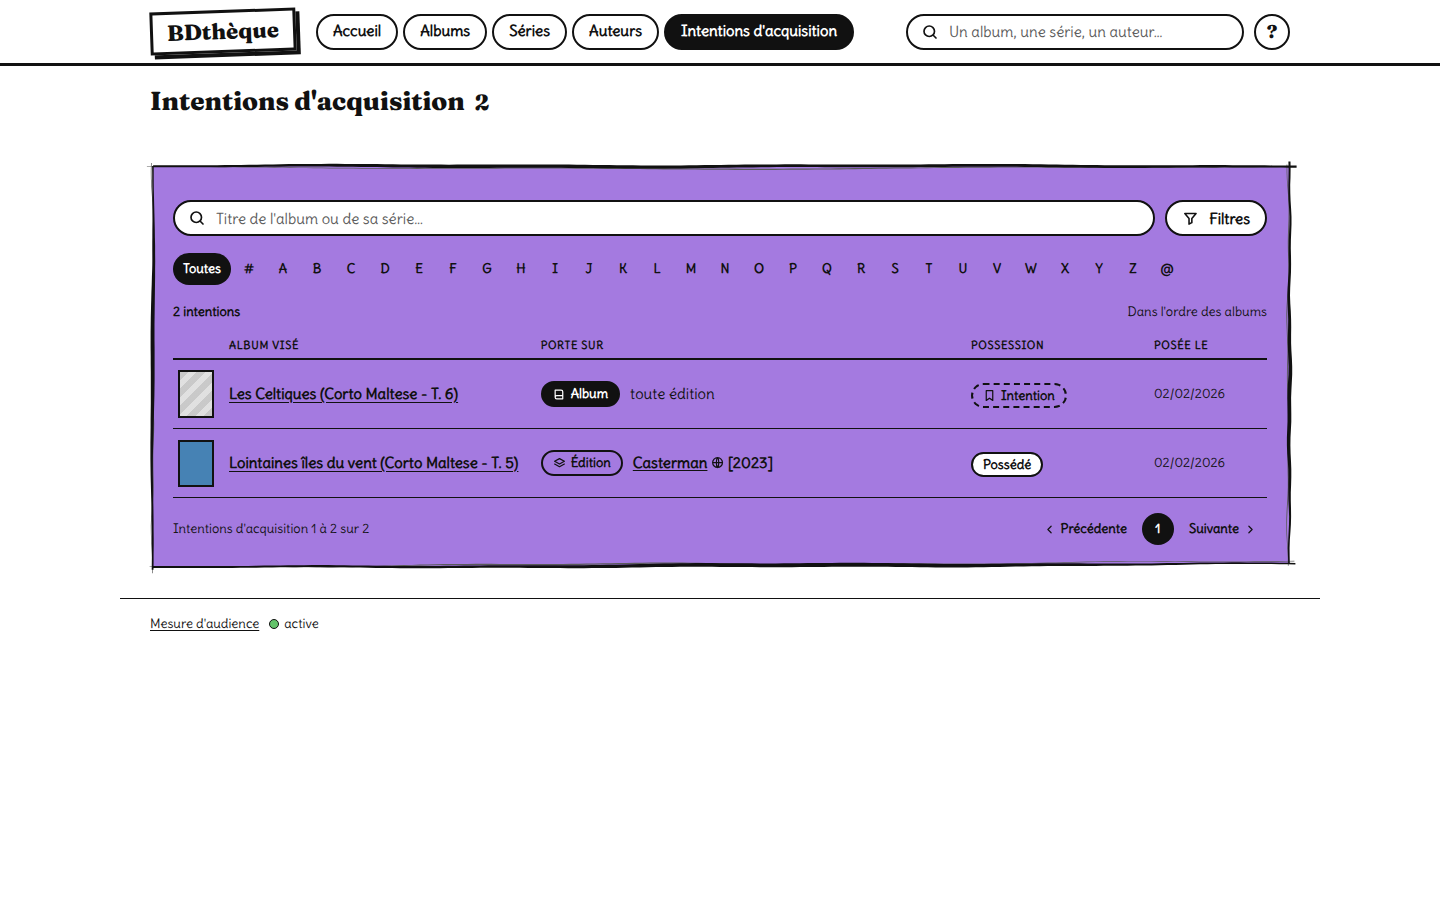 BDthèque Accueil Albums Séries Auteurs Intentions d'acquisition Un album, une série, un auteur... ?
Intentions d'acquisition 2
Titre de l'album ou de sa série... Filtres
Toutes # A B C D E F G H I J K L M N O P Q R S T U V W X Y Z @
2 intentions Dans l'ordre des albums
ALBUM VISÉ PORTE SUR POSSESSION POSÉE LE
Les Celtiques (Corto Maltese - T. 6) Album toute édition Intention 02/02/2026
Lointaines îles du vent (Corto Maltese - T. 5) Édition Casterman [2023] Possédé 02/02/2026
Intentions d'acquisition 1 à 2 sur 2 Précédente 1 Suivante
Mesure d'audience active